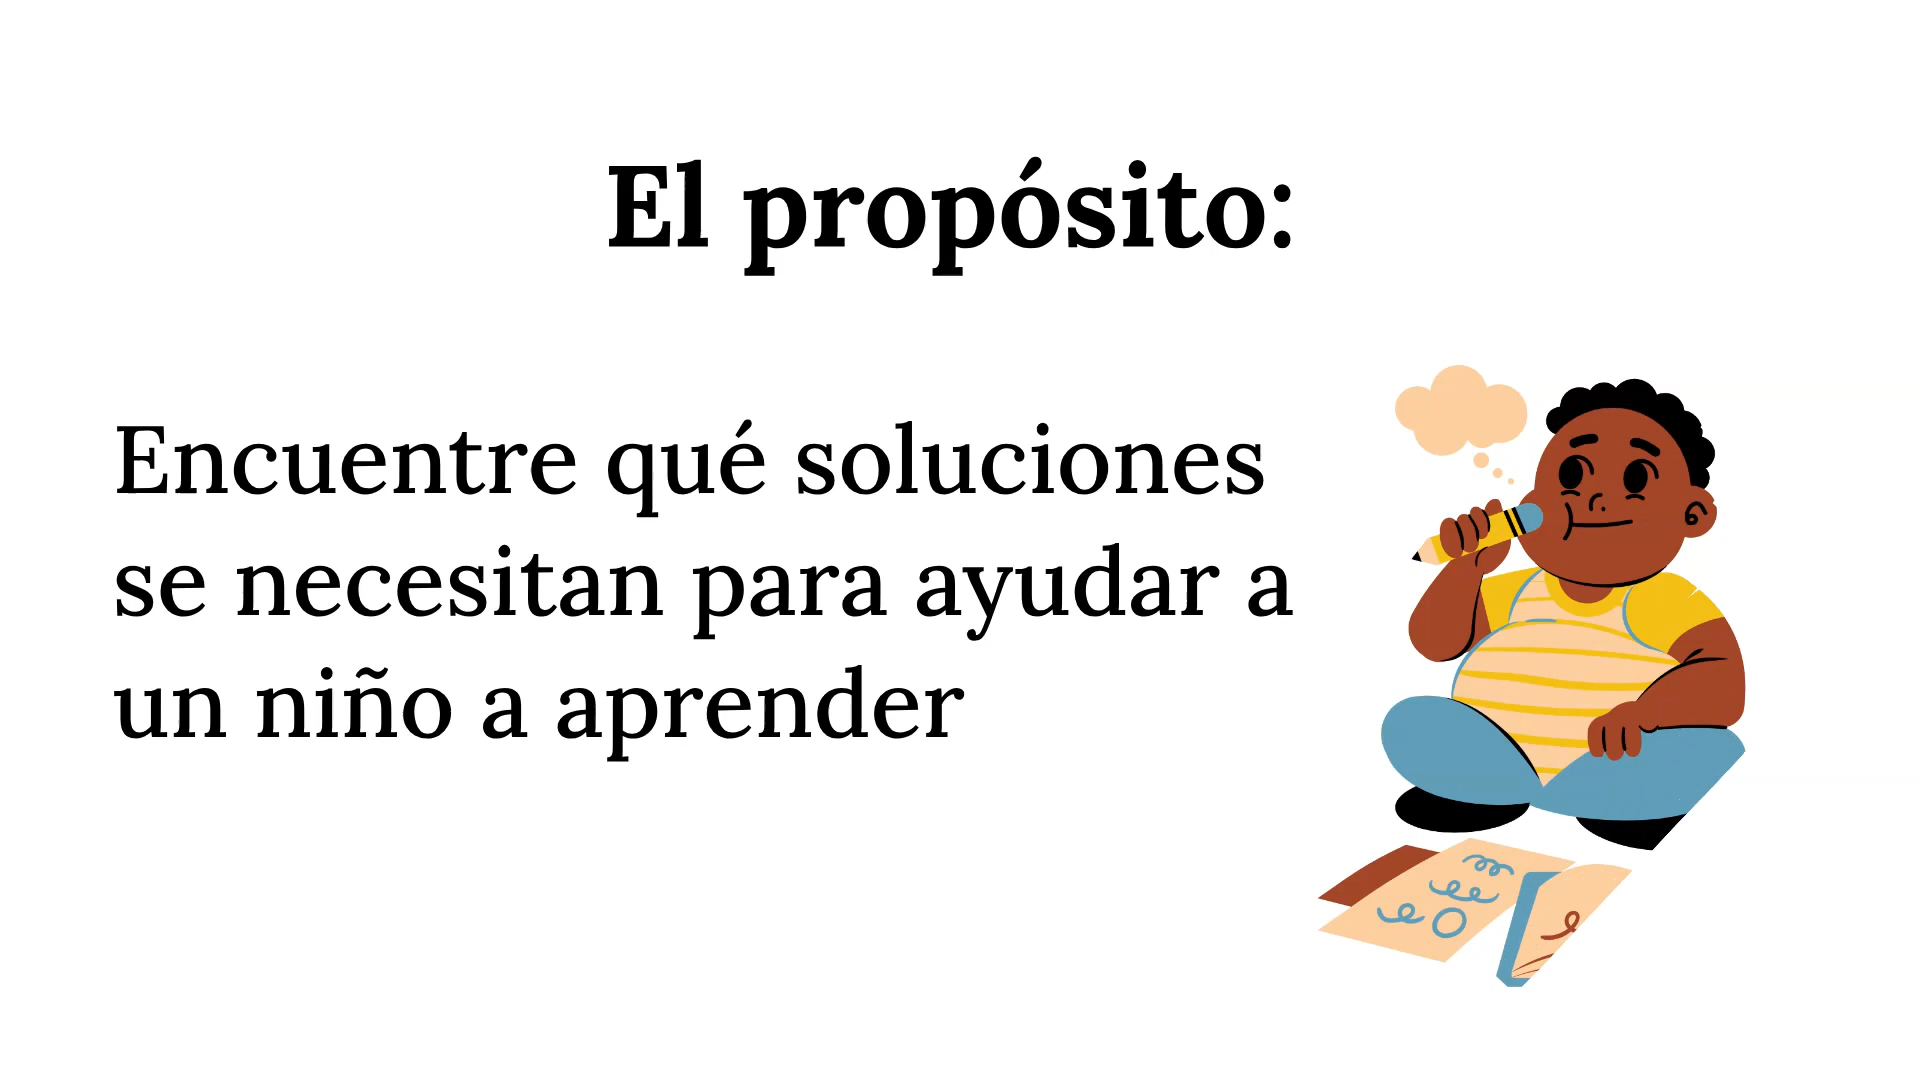 El propósito:
Encuentre qué soluciones
se necesitan para ayudar a
un niño a aprender